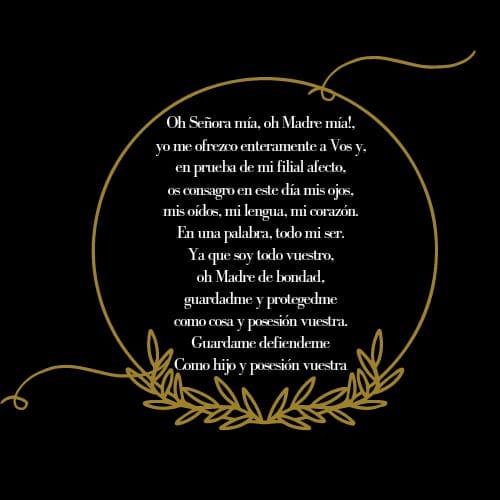 Oh Señora mía, oh Madre mía!,
yo me ofrezco enteramente a Vos y,
en prueba de mi filial afecto,
os consagro en este día mis ojos,
mis oídos, mi lengua, mi corazón.
En una palabra, todo mi ser.
Ya que soy todo vuestro,
oh Madre de bondad,
guardadme y protegedme
como cosa y posesión vuestra.
Guardame defiendeme
Como hijo y posesión vuestra